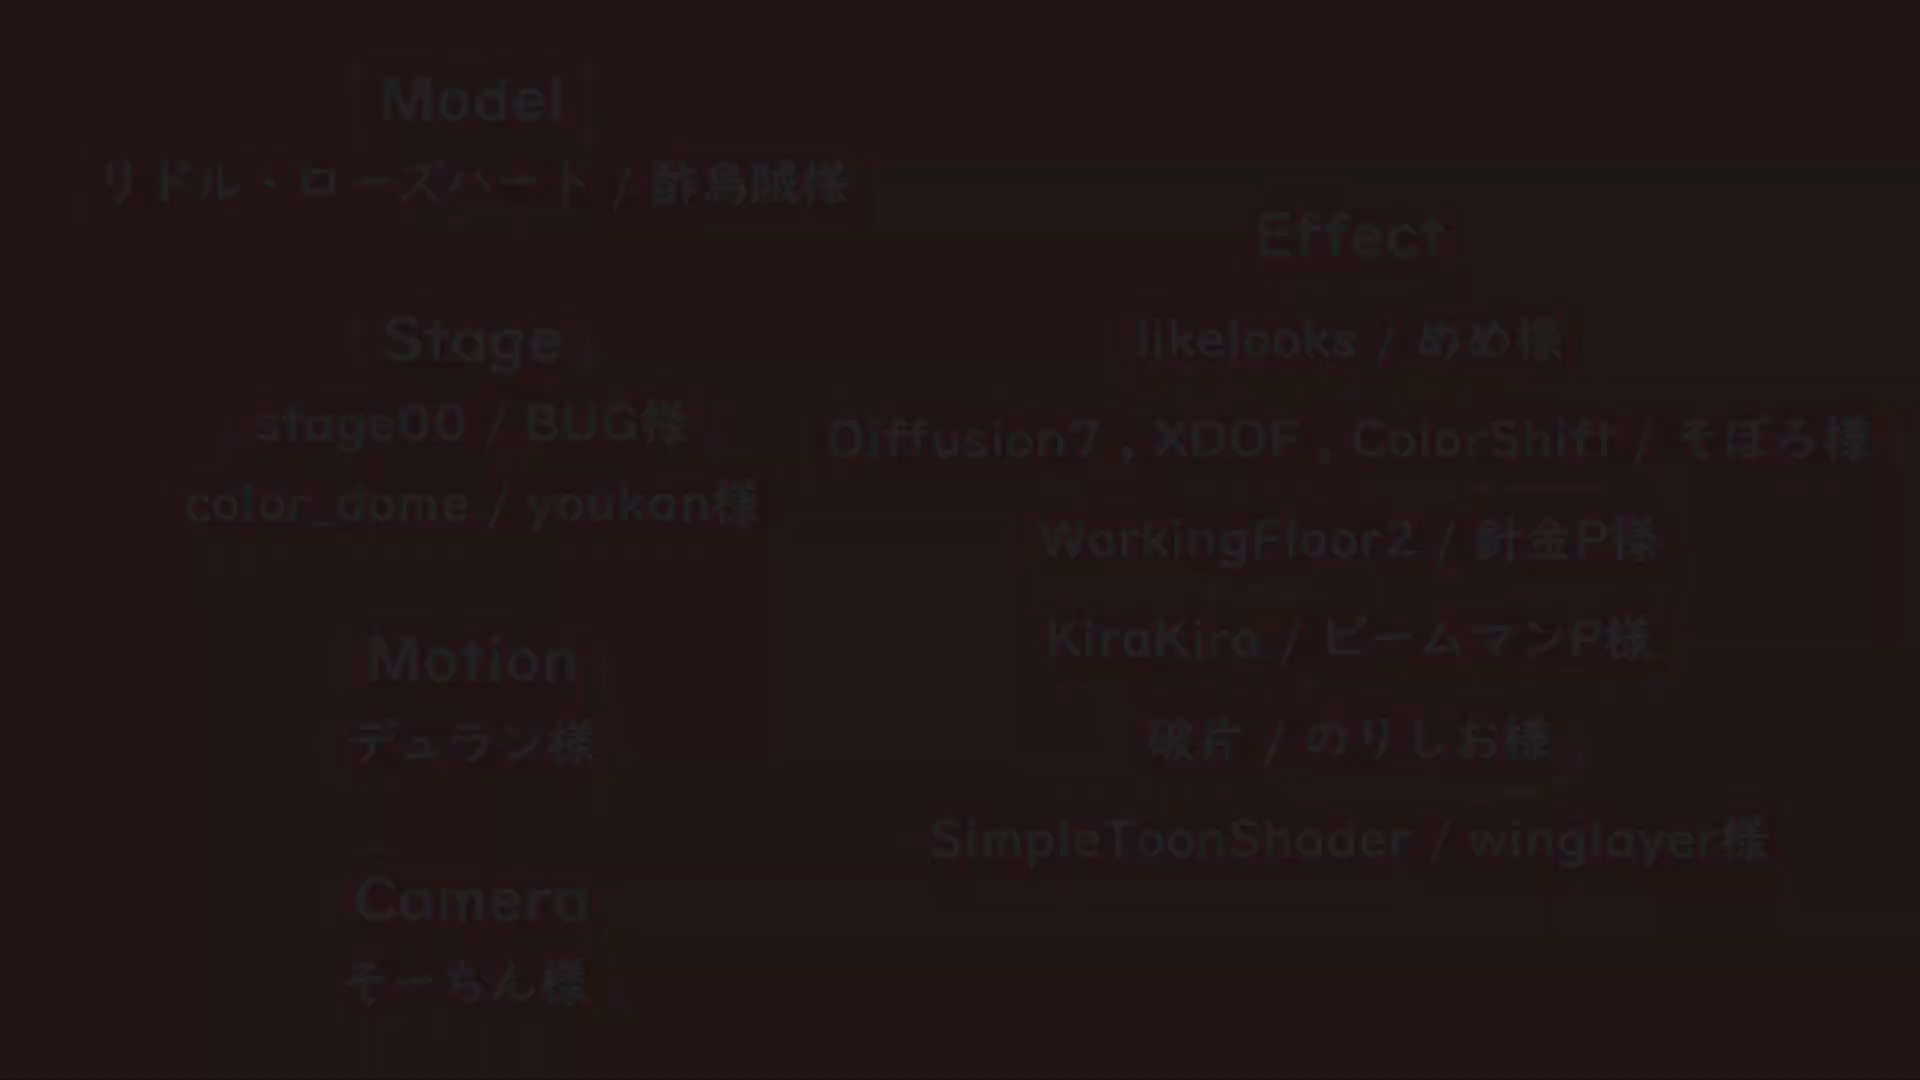 Model
リドル・ローズハート / 酢烏賊様
Stage
stage00 / BUG様
color_dome / youkan様
Motion
デュラン様
Camera
そーちん様
Effect
likelooks / めめ様
Diffusion7 , XDOF , ColorShift / そぼろ様
WorkingFloor2 / 針金P様
KiraKira / ビームマンP様
破片 / のりしお様
SimpleToonShader / winglayer様